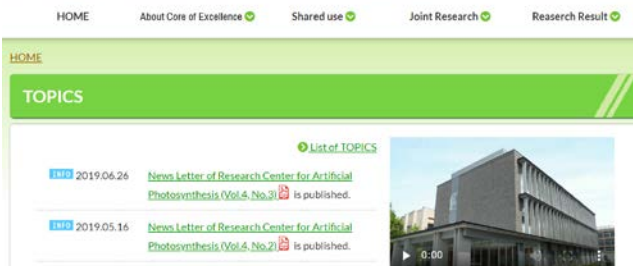 HOME
About Core of Excellence
Shared use
Joint Research
Reaserch Result
HOME
TOPICS
List of TOPICS
INFO 2019.06.26 News Letter of Research Center for Artificial
Photosynthesis (Vol.4, No.3) is published.
INFO 2019.05.16 News Letter of Research Center for Artificial
Photosynthesis (Vol.4, No.2) is published.
0:00